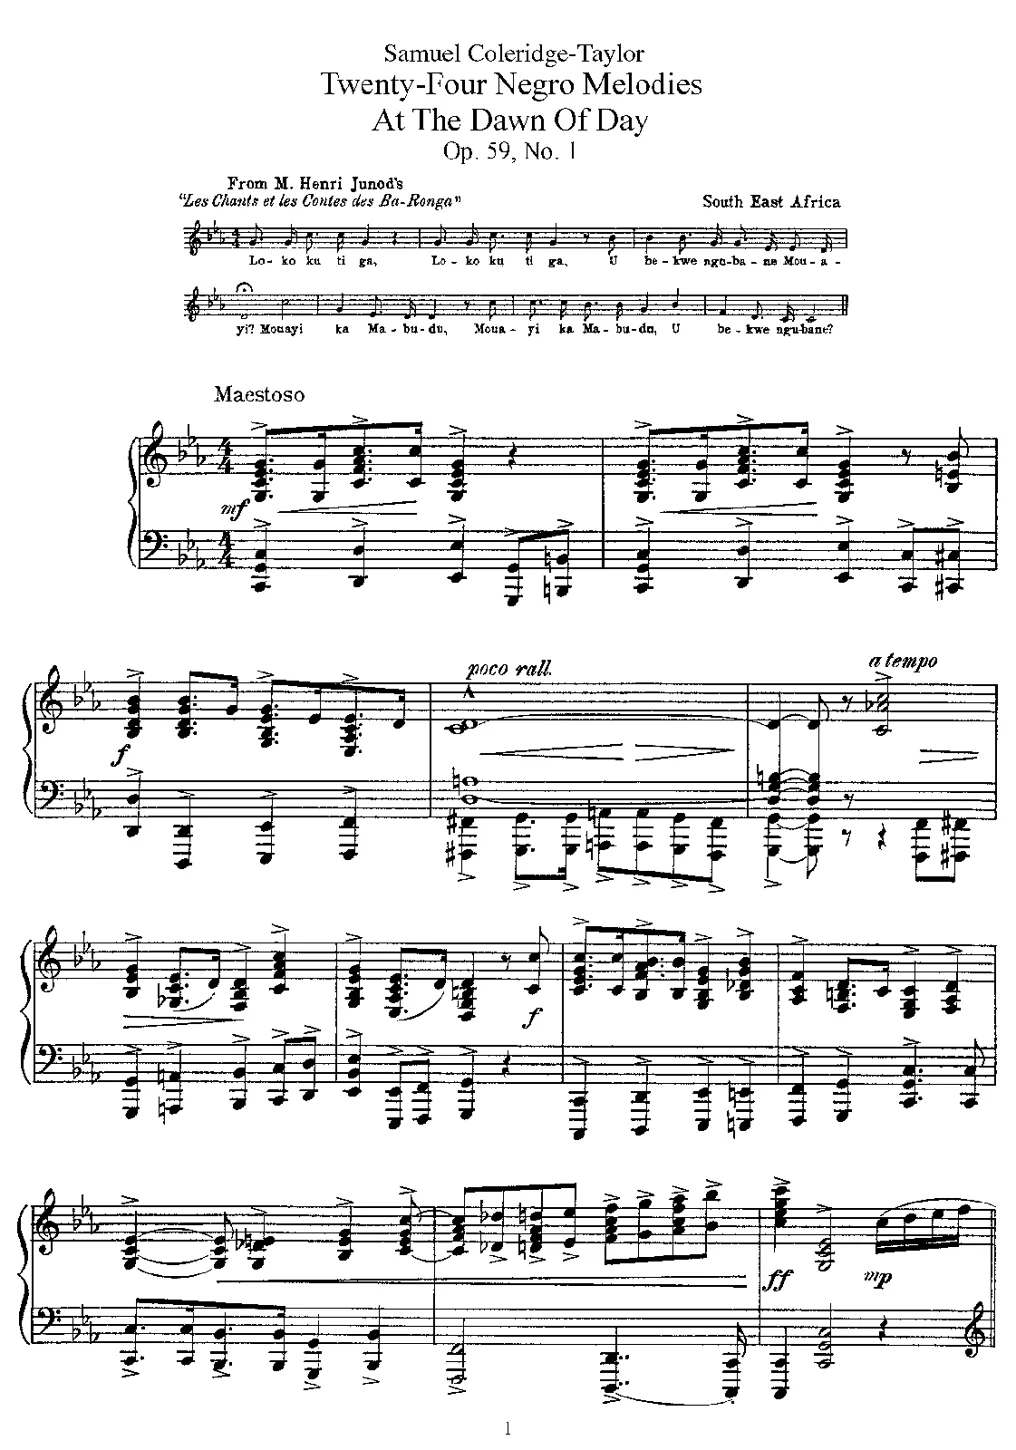 Samuel Coleridge-Taylor
Twenty-Four Negro Melodies
At The Dawn Of Day
Op. 59, No. 1
From M. Henri Junod's
"Les Chants et les Contes des Ba-Ronga"
South East Africa
Lo- ko ku ti ga, Lo- ko ku ti ga, U be-kwe ngu-ba-ne Mou-a-
yi? Mouayi ka Ma-bu-du, Moua-yi ka Ma-bu-du, U be-kwe ngubane?
Maestoso
mf
poco rall.
a tempo
f
f
ff
mp
1